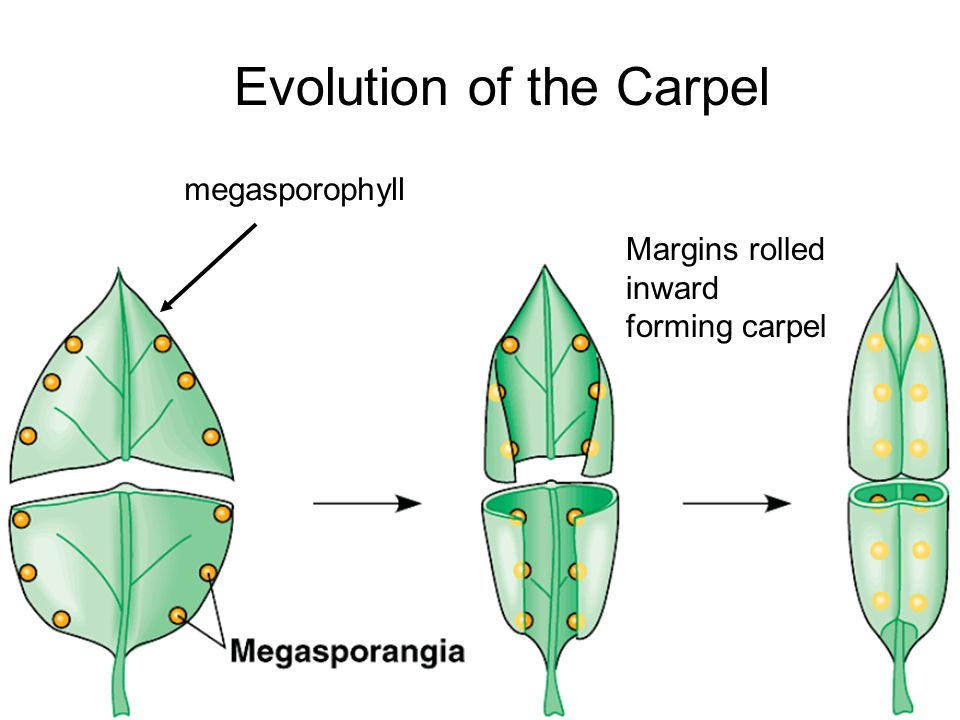 Evolution of the Carpel
megasporophyll
Margins rolled
inward
forming carpel
Megasporangia